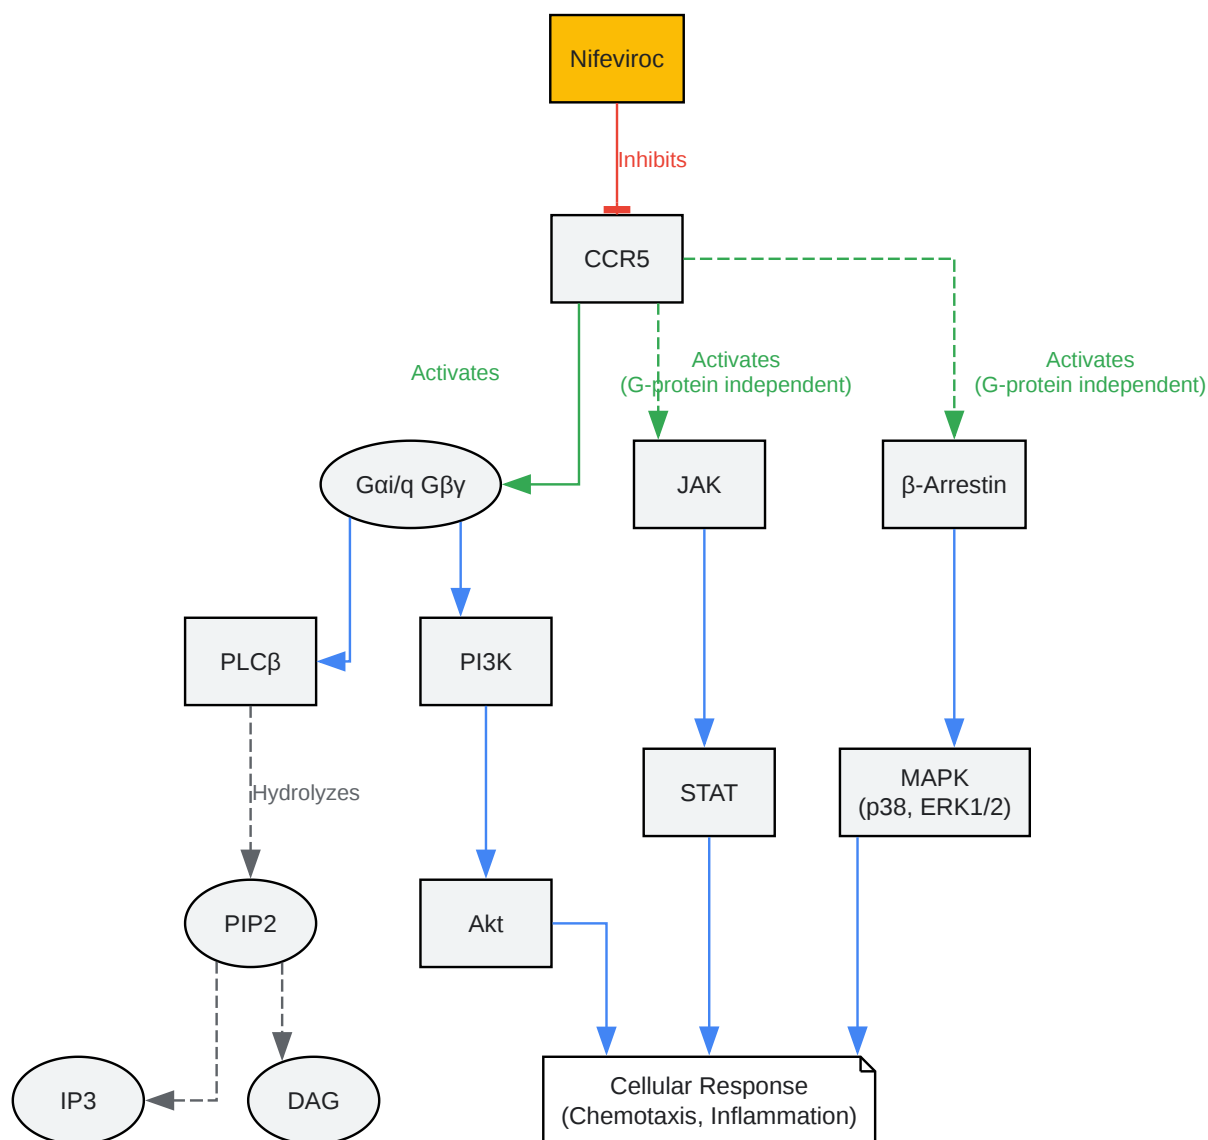 Nifeviroc
Inhibits
CCR5
Activates
Activates
(G-protein independent)
Activates
(G-protein independent)
Gαi/q Gβγ
JAK
β-Arrestin
PLCβ
PI3K
Hydrolyzes
STAT
MAPK
(p38, ERK1/2)
PIP2
Akt
IP3
DAG
Cellular Response
(Chemotaxis, Inflammation)